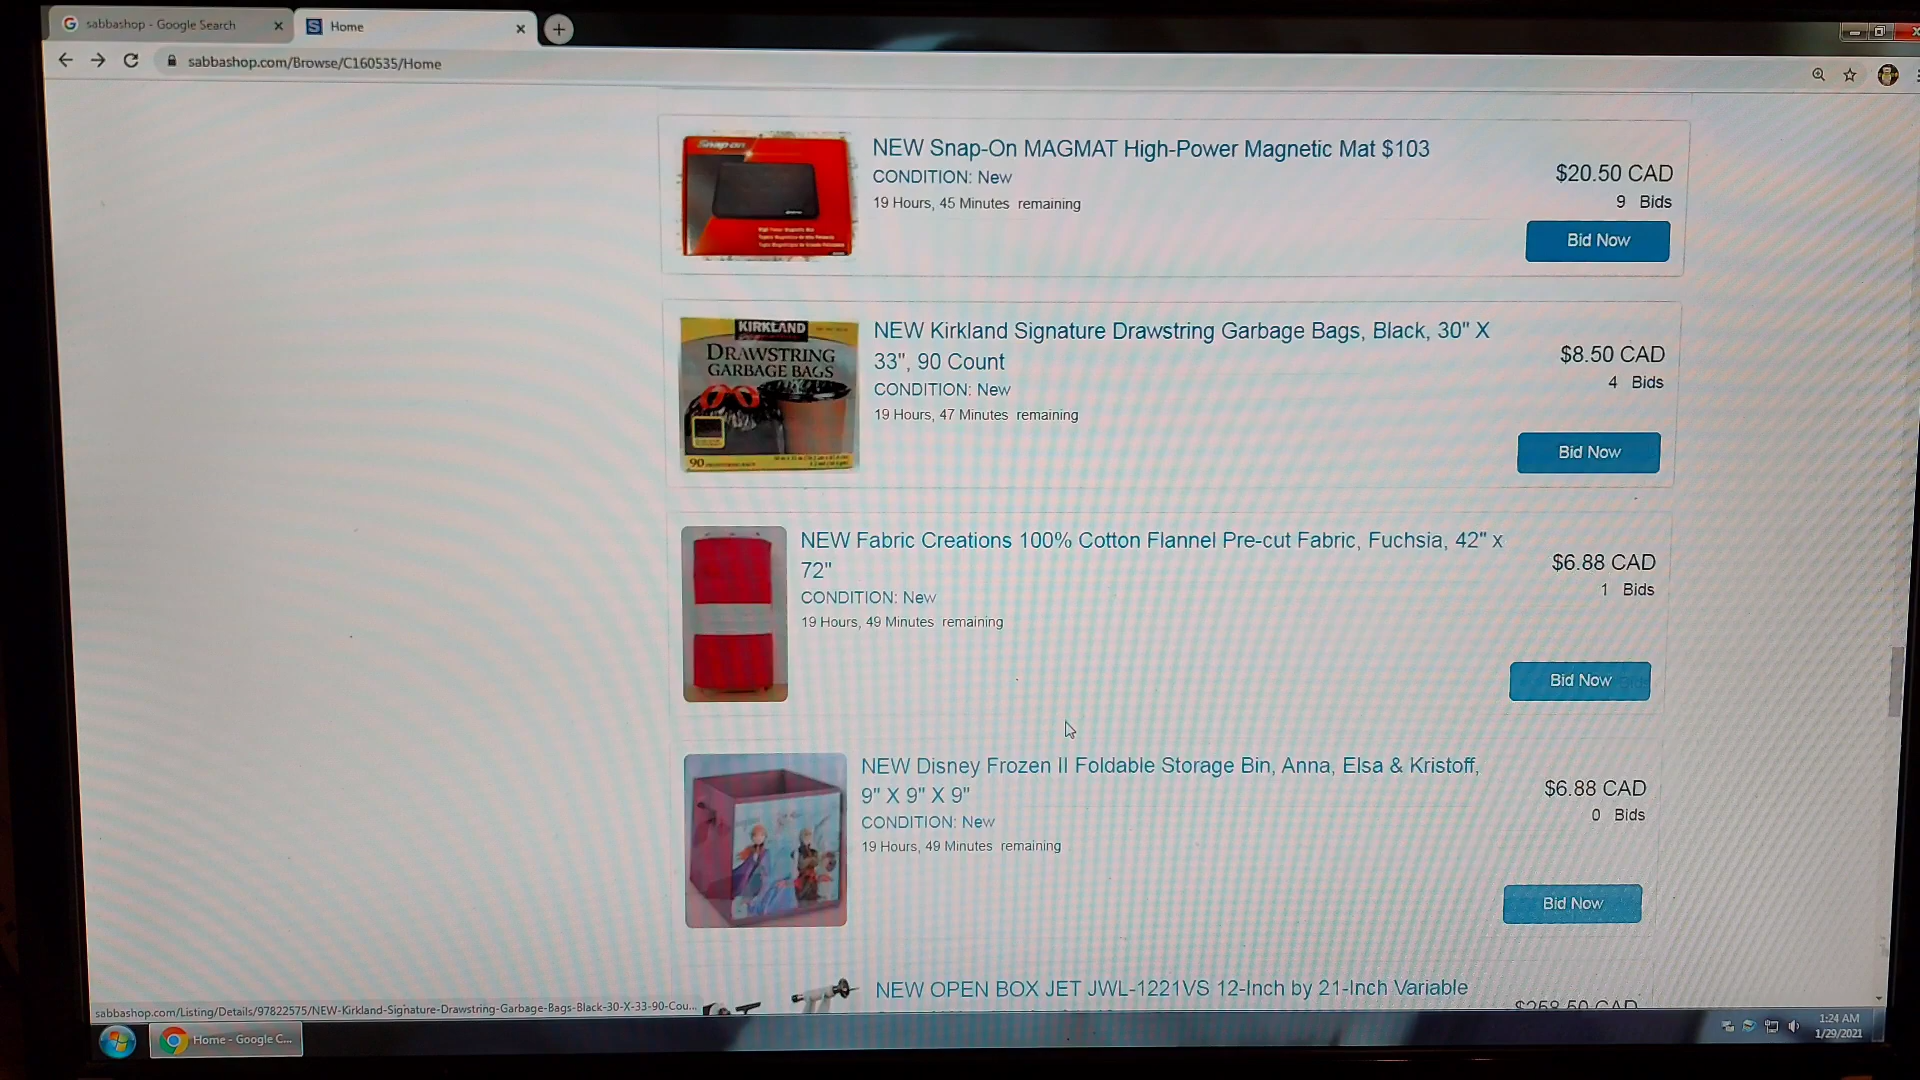 sabbashop - Google Search
Home
sabbashop.com/Browse/C160535/Home
Snap-on
NEW Snap-On MAGMAT High-Power Magnetic Mat $103
CONDITION: New
19 Hours, 45 Minutes remaining
$20.50 CAD
9 Bids
Bid Now
KIRKLAND
DRAWSTRING
GARBAGE BAGS
90
NEW Kirkland Signature Drawstring Garbage Bags, Black, 30" X
33", 90 Count
CONDITION: New
19 Hours, 47 Minutes remaining
$8.50 CAD
4 Bids
Bid Now
NEW Fabric Creations 100% Cotton Flannel Pre-cut Fabric, Fuchsia, 42" x
72"
CONDITION: New
19 Hours, 49 Minutes remaining
$6.88 CAD
1 Bids
Bid Now
NEW Disney Frozen II Foldable Storage Bin, Anna, Elsa & Kristoff,
9" X 9" X 9"
CONDITION: New
19 Hours, 49 Minutes remaining
$6.88 CAD
0 Bids
Bid Now
NEW OPEN BOX JET JWL-1221VS 12-Inch by 21-Inch Variable
$258.50 CAD
sabbashop.com/Listing/Details/97822575/NEW-Kirkland-Signature-Drawstring-Garbage-Bags-Black-30-X-33-90-Cou...
Home - Google C...
1:24 AM
1/29/2021